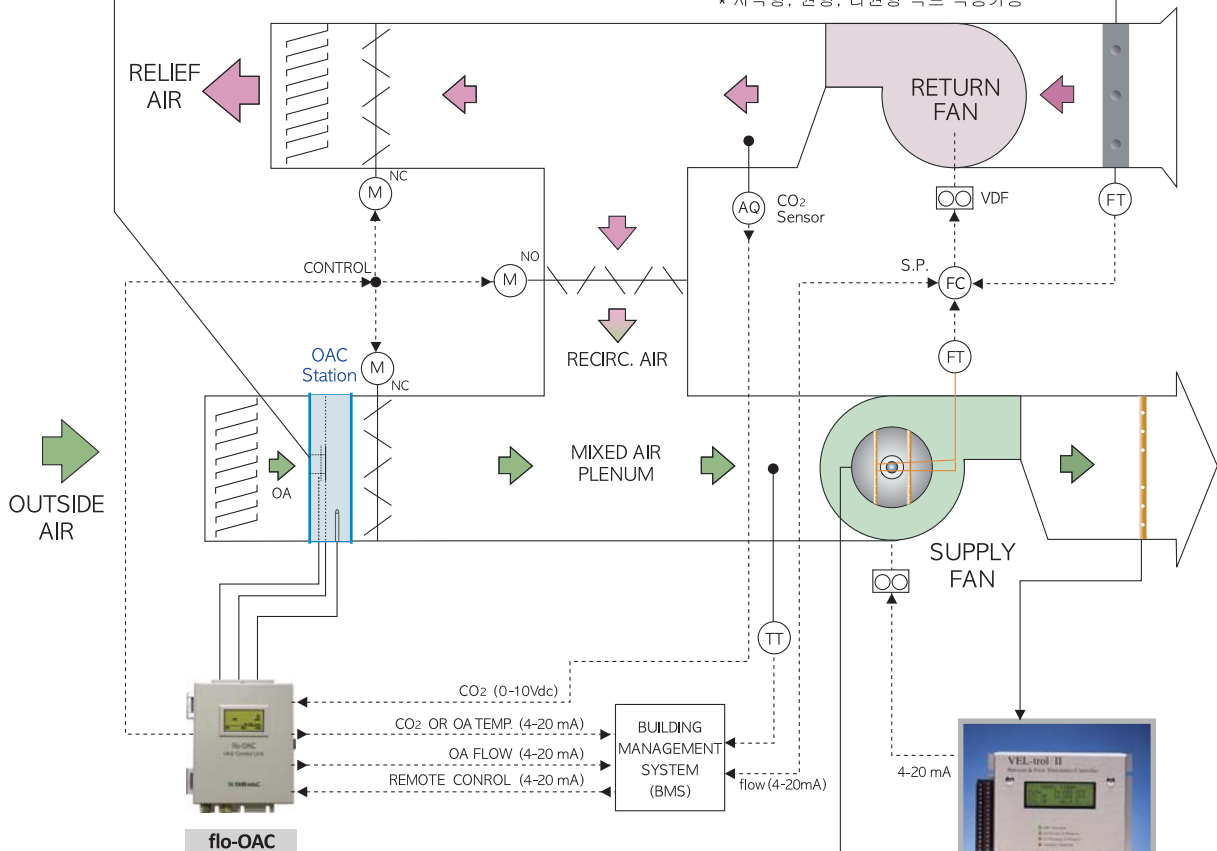 RELIEF
AIR
RETURN
FAN
NC
M
AQ
CO2
Sensor
VDF
FT
NO
CONTROL
M
S.P.
FC
RECIRC. AIR
FT
OAC
Station
M
NC
OUTSIDE
AIR
OA
MIXED AIR
PLENUM
SUPPLY
FAN
TT
CO2 (0-10Vdc)
CO2 OR OA TEMP. (4-20 mA)
OA FLOW (4-20 mA)
REMOTE CONROL (4-20 mA)
BUILDING
MANAGEMENT
SYSTEM
(BMS)
flow(4-20mA)
4-20 mA
VEL-trol II
flo-OAC
flo-OAC